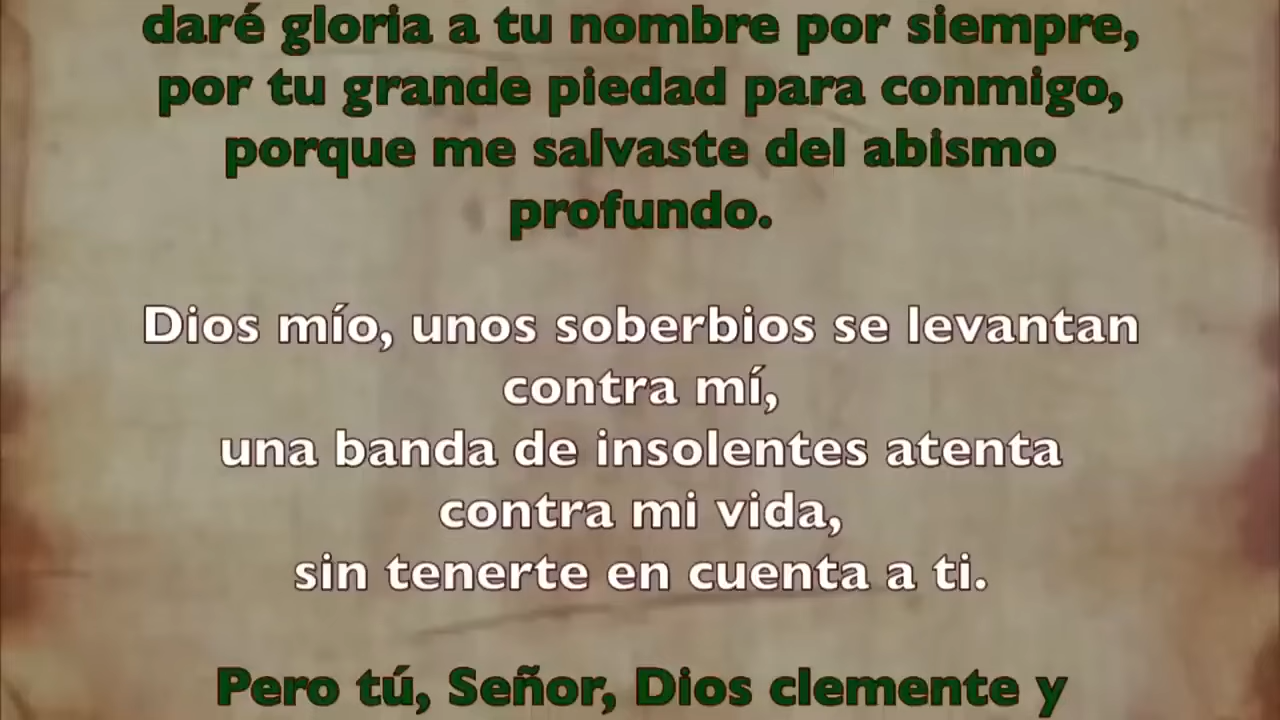 daré gloria a tu nombre por siempre,
por tu grande piedad para conmigo,
porque me salvaste del abismo
profundo.
Dios mío, unos soberbios se levantan
contra mí,
una banda de insolentes atenta
contra mi vida,
sin tenerte en cuenta a ti.
Pero tú, Señor, Dios clemente y